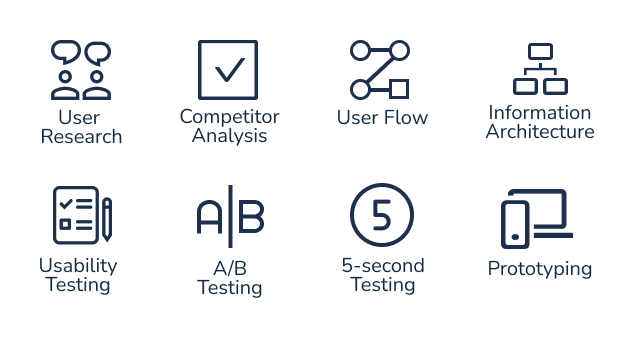 User
Research
Competitor
Analysis
User Flow
Information
Architecture
Usability
Testing
A/B
A/B
Testing
5
5-second
Testing
Prototyping